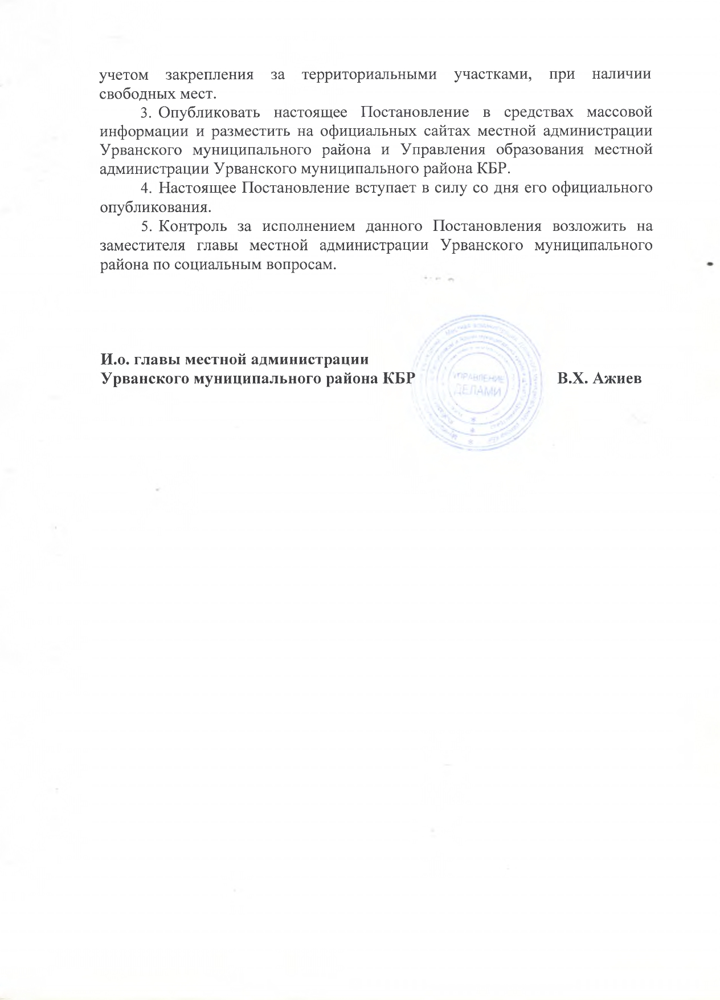 учетом закрепления за территориальными участками, при наличии
свободных мест.
3. Опубликовать настоящее Постановление в средствах массовой
информации и разместить на официальных сайтах местной администрации
Урванского муниципального района и Управления образования местной
администрации Урванского муниципального района КБР.
4. Настоящее Постановление вступает в силу со дня его официального
опубликования.
5. Контроль за исполнением данного Постановления возложить на
заместителя главы местной администрации Урванского муниципального
района по социальным вопросам.
И.о. главы местной администрации
Урванского муниципального района КБР В.Х. Ажиев
УПРАВЛЕНИЕ
ДЕЛАМИ